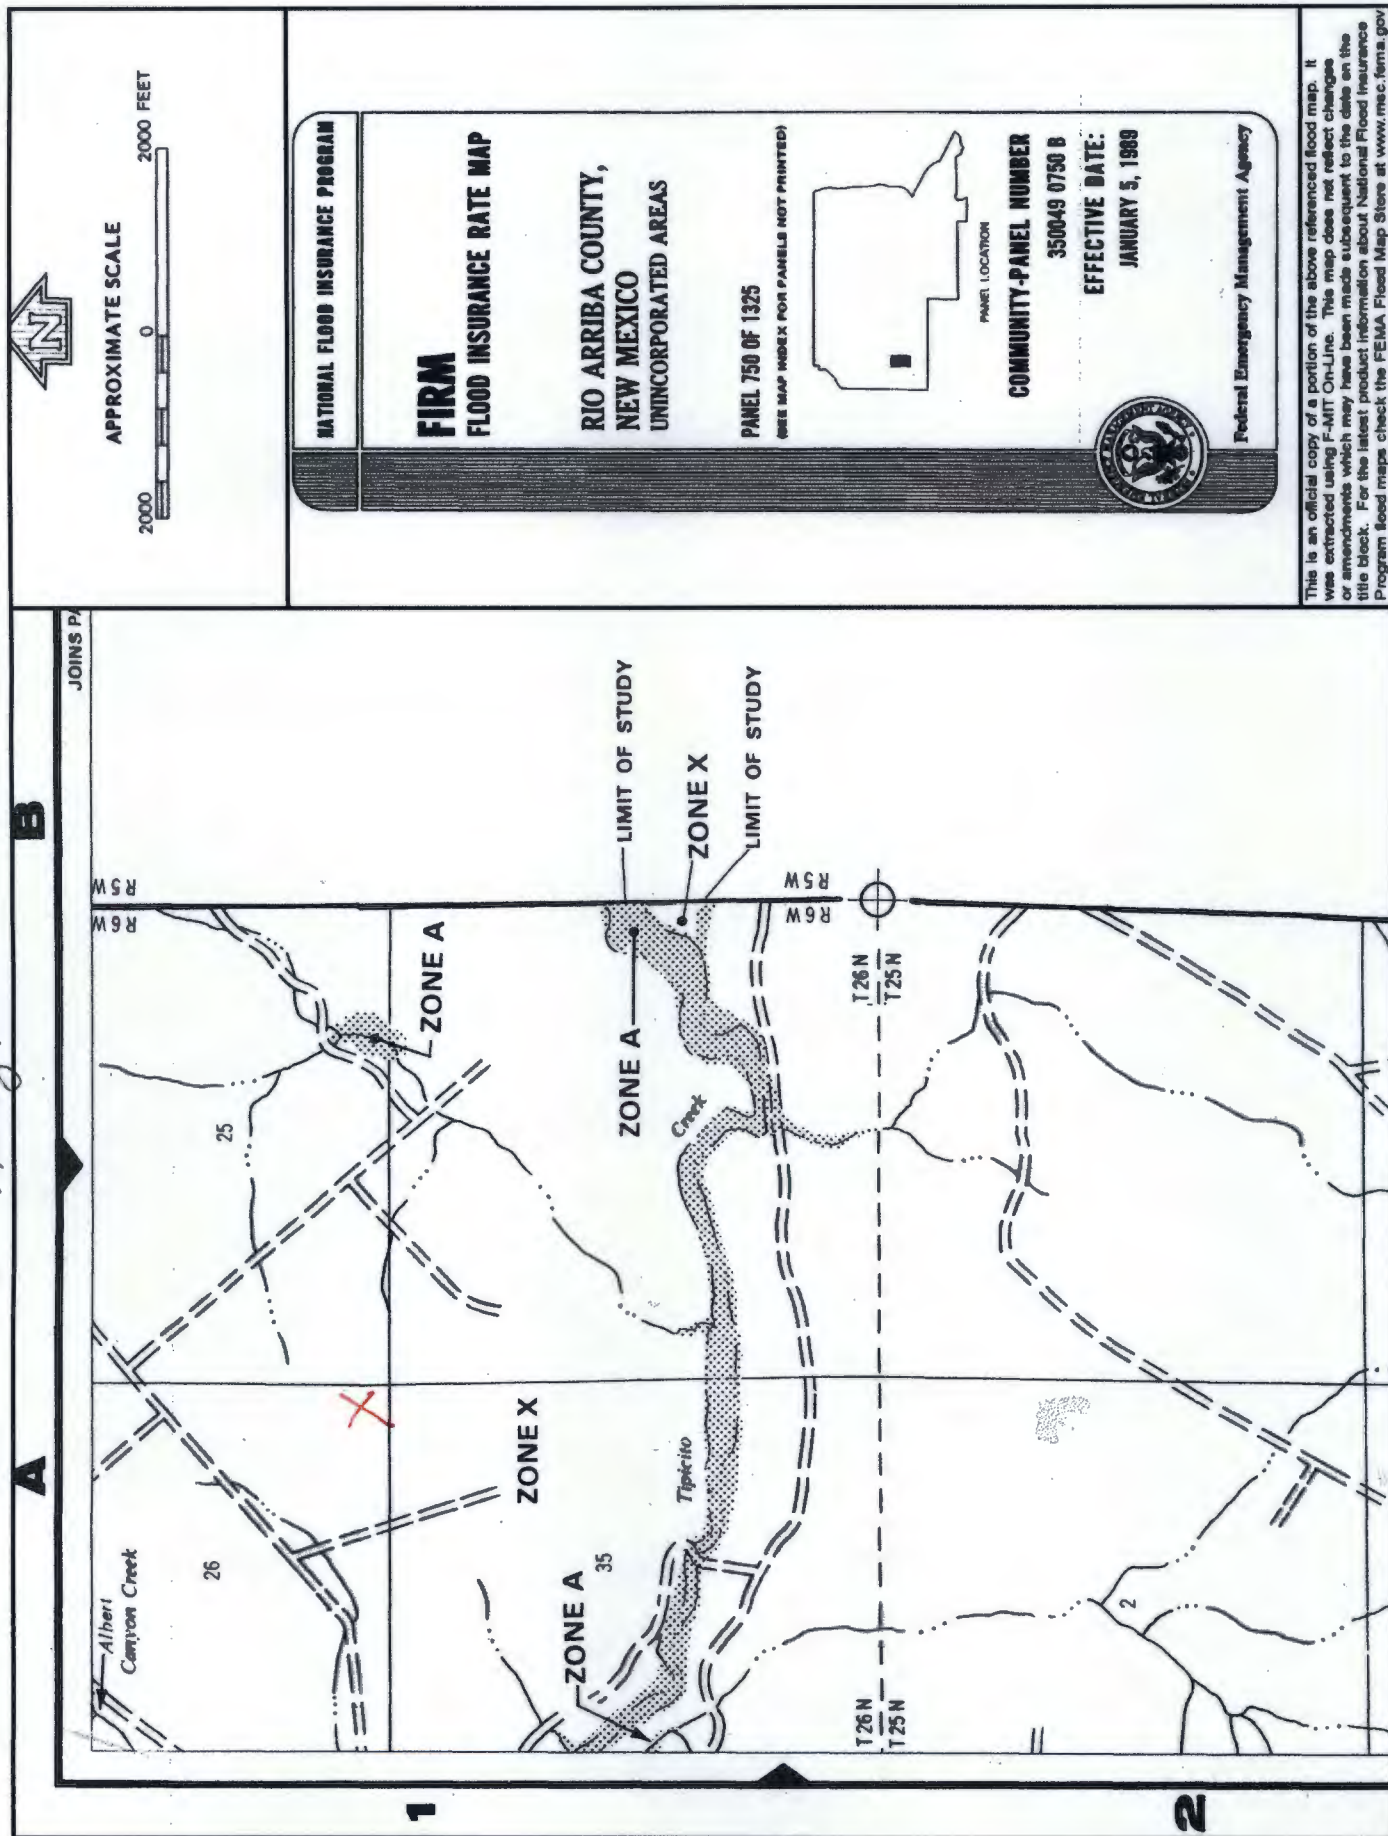 APPROXIMATE SCALE
2000 0 2000 FEET
NATIONAL FLOOD INSURANCE PROGRAM
FIRM
FLOOD INSURANCE RATE MAP
RIO ARRIBA COUNTY,
NEW MEXICO
UNINCORPORATED AREAS
PANEL 750 OF 1325
(SEE MAP INDEX FOR PANELS NOT PRINTED)
PANEL LOCATION
COMMUNITY-PANEL NUMBER
350049 0750 B
EFFECTIVE DATE:
JANUARY 5, 1989
Federal Emergency Management Agency
This is an official copy of a portion of the above referenced flood map. It
was extracted using F-MIT On-Line. This map does not reflect changes
or amendments which may have been made subsequent to the date on the
title block. For the latest product information about National Flood Insurance
Program flood maps check the FEMA Flood Map Store at www.msc.fema.gov
N
A
B
1
2
JOINS PA
R6W
R5W
Albert
Canyon Creek
26
25
ZONE A
ZONE X
ZONE A
35
Tipicito
Creek
ZONE A
LIMIT OF STUDY
ZONE X
LIMIT OF STUDY
R6W
R5W
T26N
T25N
T26N
T25N
2